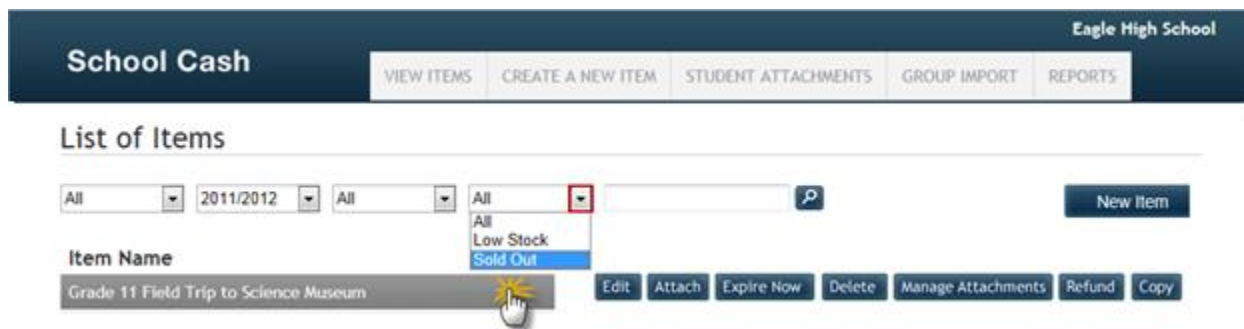 Eagle High School
School Cash
VIEW ITEMS CREATE A NEW ITEM STUDENT ATTACHMENTS GROUP IMPORT REPORTS
List of Items
All 2011/2012 All All New Item
All
Low Stock
Sold Out
Item Name
Grade 11 Field Trip to Science Museum Edit Attach Expire Now Delete Manage Attachments Refund Copy